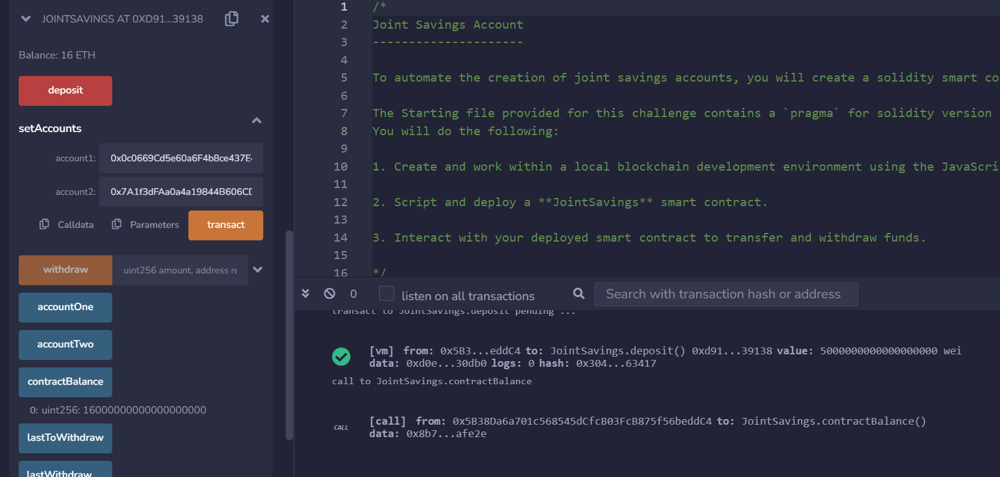 JOINTSAVINGS AT 0XD91...39138
Balance: 16 ETH
deposit
setAccounts
account1: 0x0c0669Cd5e60a6F4b8ce437E
account2: 0x7A1f3dFAa0a4a19844B606C
Calldata Parameters transact
withdraw uint256 amount, address re
accountOne
accountTwo
contractBalance
0: uint256: 16000000000000000000
lastToWithdraw
lastWithdraw
1 /*
2 Joint Savings Account
3 ---------------------
4
5 To automate the creation of joint savings accounts, you will create a solidity smart co
6
7 The Starting file provided for this challenge contains a `pragma` for solidity version
8 You will do the following:
9
10 1. Create and work within a local blockchain development environment using the JavaScri
11
12 2. Script and deploy a **JointSavings** smart contract.
13
14 3. Interact with your deployed smart contract to transfer and withdraw funds.
15
16 */
0 listen on all transactions Search with transaction hash or address
transact to JointSavings.deposit pending ...
[vm] from: 0x5B3...eddC4 to: JointSavings.deposit() 0xd91...39138 value: 5000000000000000000 wei
data: 0xd0e...30db0 logs: 0 hash: 0x304...63417
call to JointSavings.contractBalance
CALL [call] from: 0x5B38Da6a701c568545dCfcB03FcB875f56beddC4 to: JointSavings.contractBalance()
data: 0x8b7...afe2e